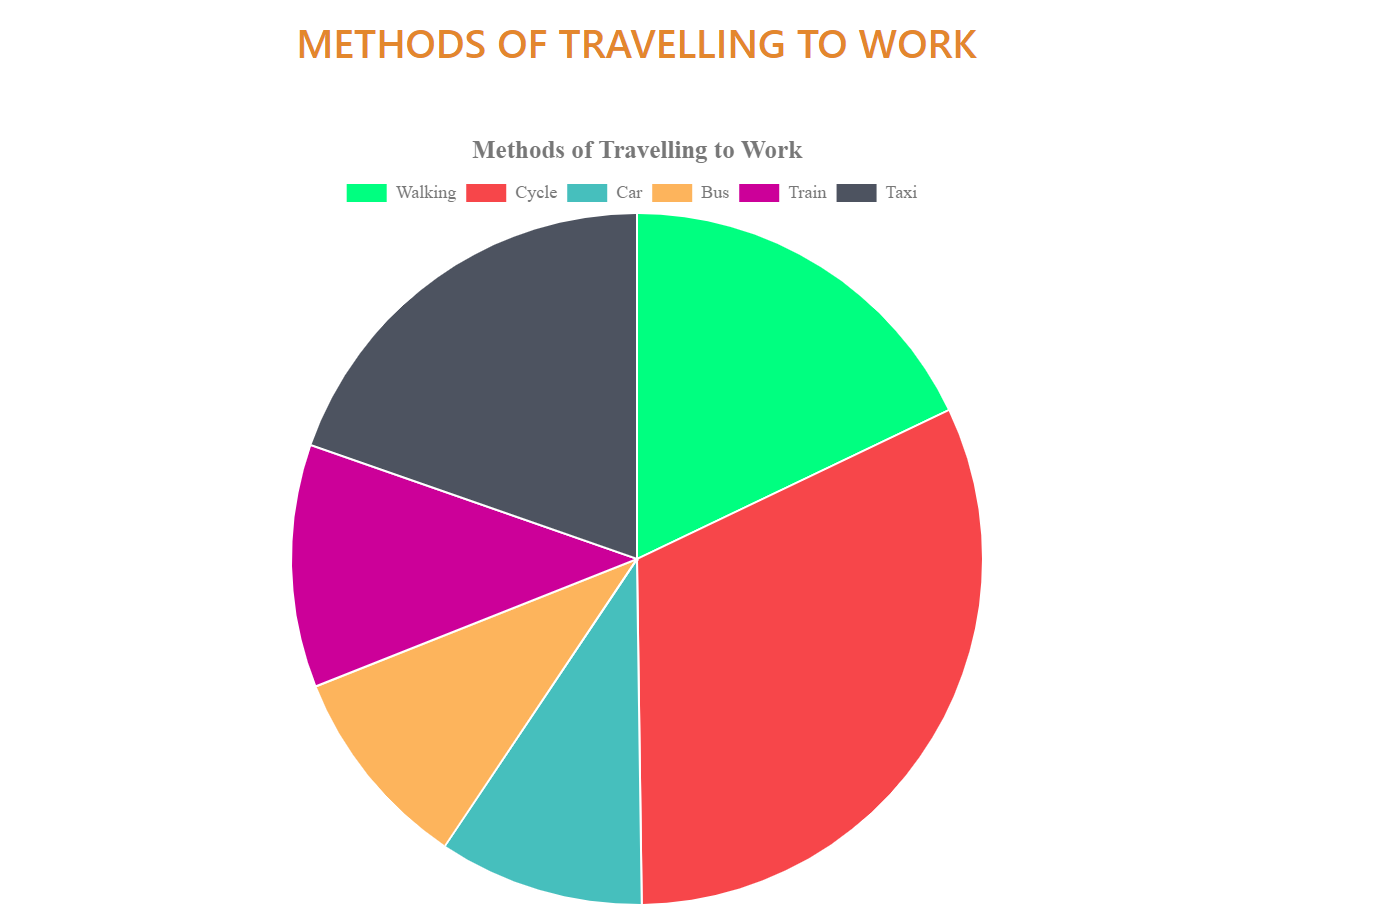 METHODS OF TRAVELLING TO WORK
Methods of Travelling to Work
Walking Cycle Car Bus Train Taxi